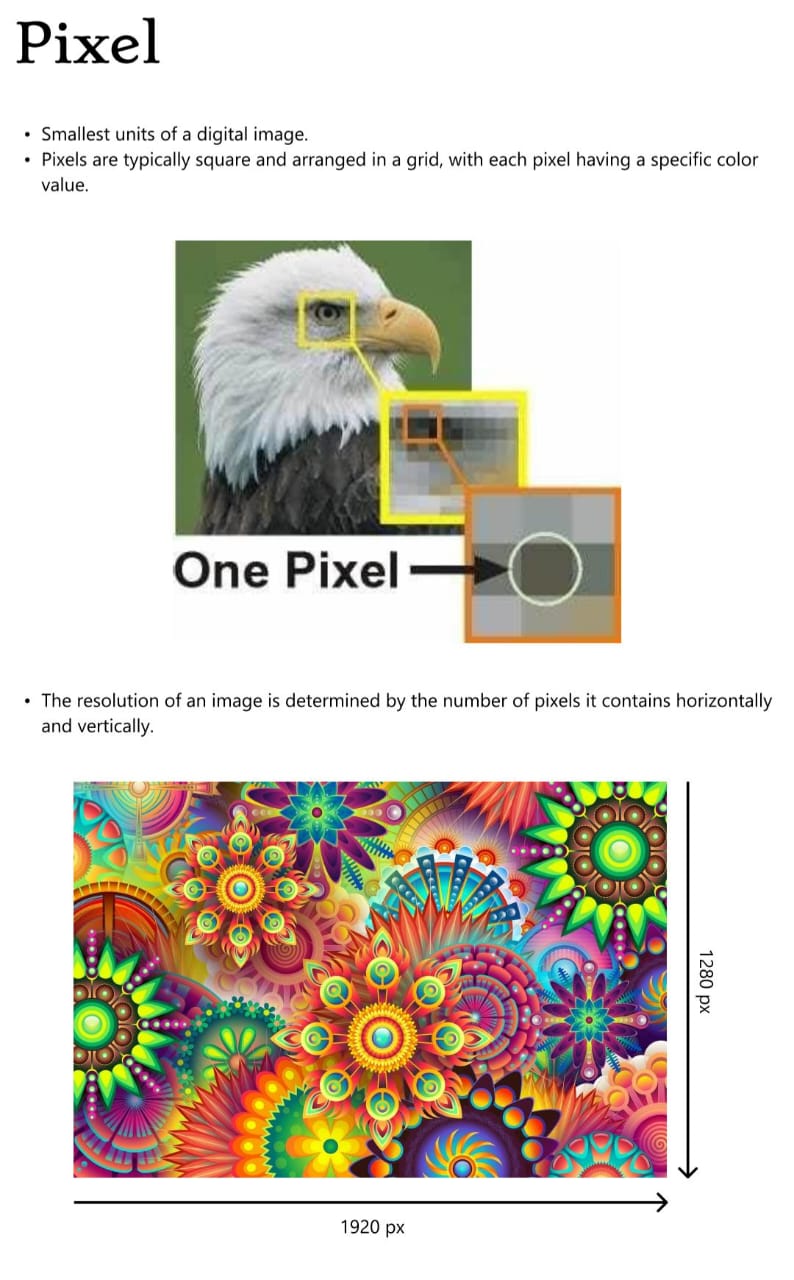 Pixel
• Smallest units of a digital image.
• Pixels are typically square and arranged in a grid, with each pixel having a specific color
value.
One Pixel
• The resolution of an image is determined by the number of pixels it contains horizontally
and vertically.
1280 px
1920 px